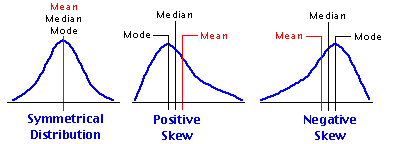 Mean
Median
Mode
Symmetrical
Distribution
Median
Mode
Mean
Positive
Skew
Median
Mean
Mode
Negative
Skew